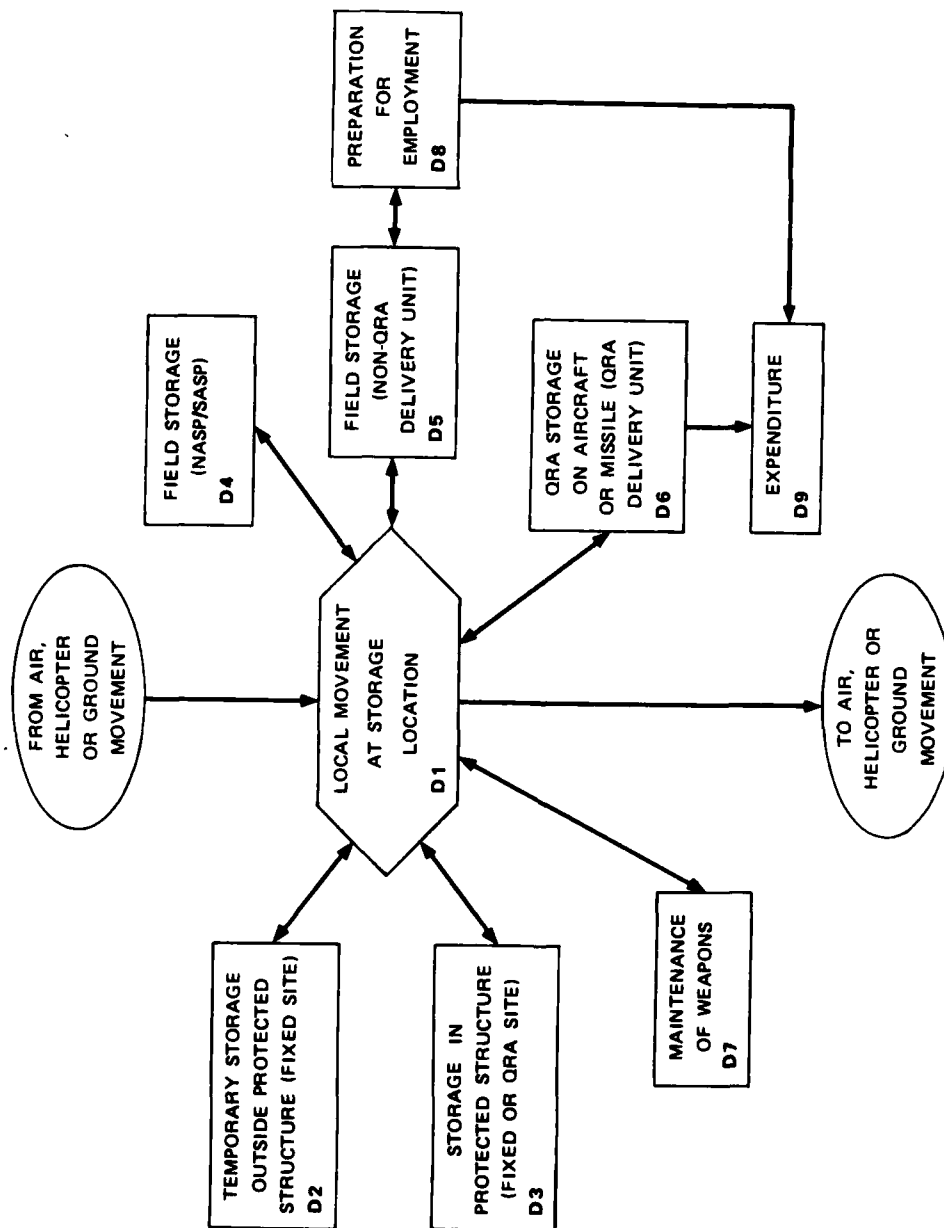 FROM AIR,
HELICOPTER
OR GROUND
MOVEMENT
TEMPORARY STORAGE
OUTSIDE PROTECTED
STRUCTURE (FIXED SITE)
D2
STORAGE IN
PROTECTED STRUCTURE
(FIXED OR QRA SITE)
D3
MAINTENANCE
OF WEAPONS
D7
LOCAL MOVEMENT
AT STORAGE
LOCATION
D1
FIELD STORAGE
(NASP/SASP)
D4
FIELD STORAGE
(NON-QRA
DELIVERY UNIT)
D5
PREPARATION
FOR
EMPLOYMENT
D8
QRA STORAGE
ON AIRCRAFT
OR MISSILE (QRA
DELIVERY UNIT)
D6
EXPENDITURE
D9
TO AIR,
HELICOPTER OR
GROUND
MOVEMENT